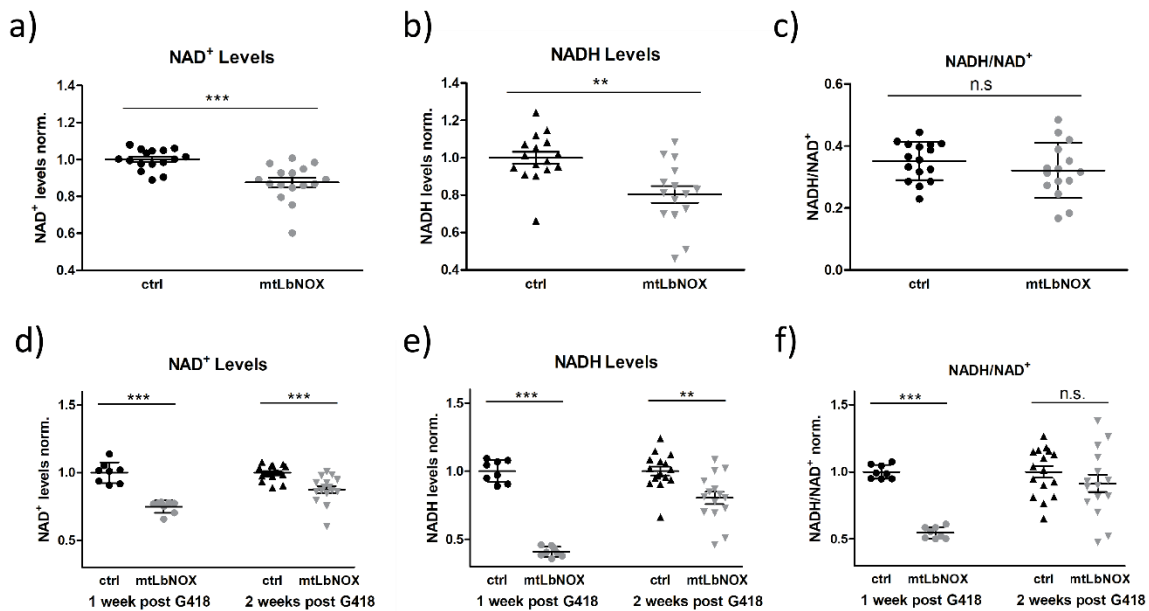 a)
NAD⁺ Levels
***
NAD⁺ levels norm.
1.4
1.2
1.0
0.8
0.6
0.4
ctrl
mtLbNOX
b)
NADH Levels
**
NADH levels norm.
1.4
1.2
1.0
0.8
0.6
0.4
ctrl
mtLbNOX
c)
NADH/NAD⁺
n.s
NADH/NAD⁺
0.6
0.4
0.2
0.0
ctrl
mtLbNOX
d)
NAD⁺ Levels
*** ***
NAD⁺ levels norm.
1.5
1.0
0.5
ctrl mtLbNOX ctrl mtLbNOX
1 week post G418 2 weeks post G418
e)
NADH Levels
*** **
NADH levels norm.
1.5
1.0
0.5
ctrl mtLbNOX ctrl mtLbNOX
1 week post G418 2 weeks post G418
f)
NADH/NAD⁺
*** n.s.
NADH/NAD⁺ norm.
1.5
1.0
0.5
ctrl mtLbNOX ctrl mtLbNOX
1 week post G418 2 weeks post G418